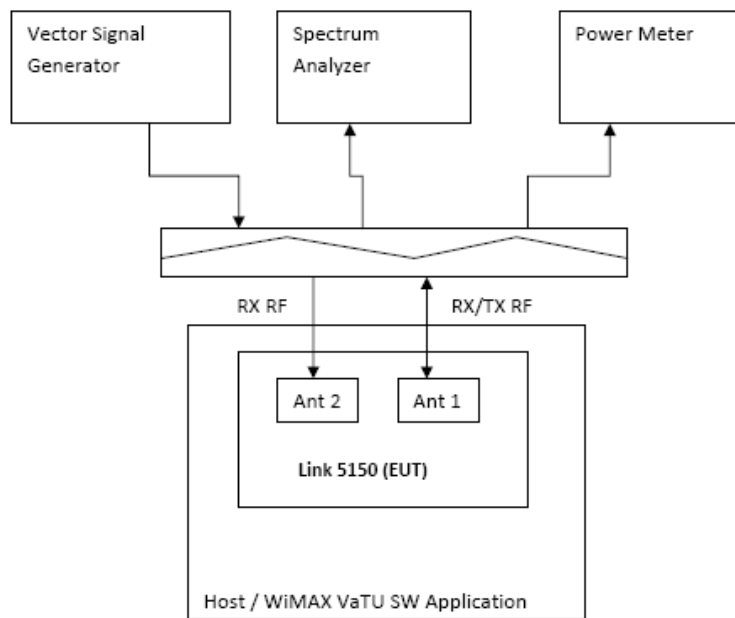 Vector Signal
Generator
Spectrum
Analyzer
Power Meter
RX RF
RX/TX RF
Ant 2
Ant 1
Link 5150 (EUT)
Host / WiMAX VaTU SW Application